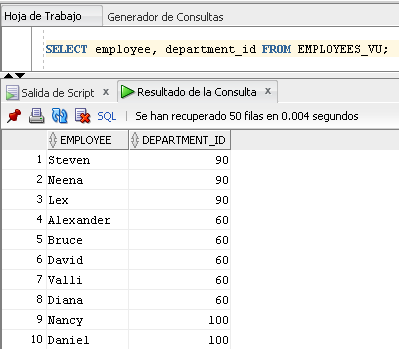 Hoja de Trabajo Generador de Consultas
SELECT employee, department_id FROM EMPLOYEES_VU;
Salida de Script x Resultado de la Consulta x
SQL | Se han recuperado 50 filas en 0.004 segundos
EMPLOYEE DEPARTMENT_ID
1 Steven 90
2 Neena 90
3 Lex 90
4 Alexander 60
5 Bruce 60
6 David 60
7 Valli 60
8 Diana 60
9 Nancy 100
10 Daniel 100